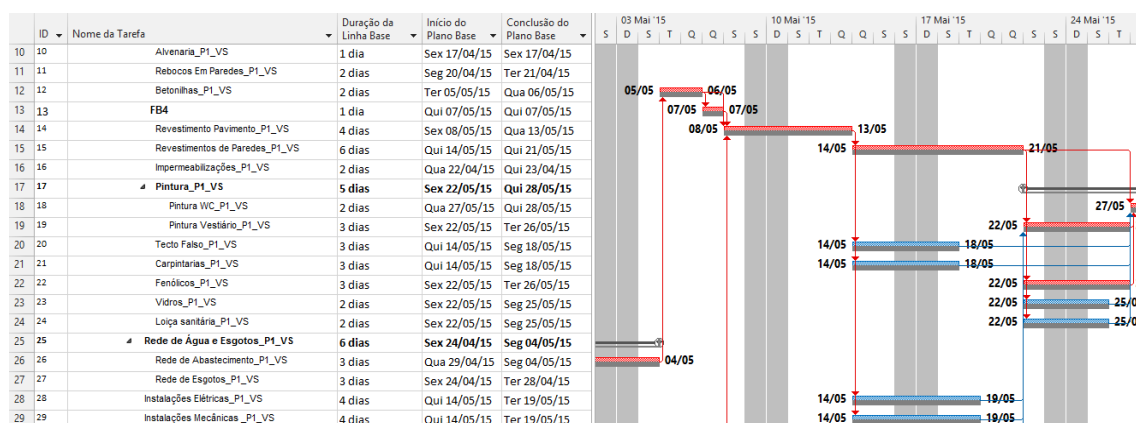 ID Nome da Tarefa Duração da Linha Base Início do Plano Base Conclusão do Plano Base
03 Mai '15 10 Mai '15 17 Mai '15 24 Mai '15
S D S T Q Q S S D S T Q Q S S D S T Q Q S S D S T
10 10 Alvenaria_P1_VS 1 dia Sex 17/04/15 Sex 17/04/15
11 11 Rebocos Em Paredes_P1_VS 2 dias Seg 20/04/15 Ter 21/04/15
12 12 Betonilhas_P1_VS 2 dias Ter 05/05/15 Qua 06/05/15 05/05 06/05
13 13 FB4 1 dia Qui 07/05/15 Qui 07/05/15 07/05 07/05
14 14 Revestimento Pavimento_P1_VS 4 dias Sex 08/05/15 Qua 13/05/15 08/05 13/05
15 15 Revestimentos de Paredes_P1_VS 6 dias Qui 14/05/15 Qui 21/05/15 14/05 21/05
16 16 Impermeabilizações_P1_VS 2 dias Qua 22/04/15 Qui 23/04/15
17 17 Pintura_P1_VS 5 dias Sex 22/05/15 Qui 28/05/15
18 18 Pintura WC_P1_VS 2 dias Qua 27/05/15 Qui 28/05/15 27/05
19 19 Pintura Vestiário_P1_VS 3 dias Sex 22/05/15 Ter 26/05/15 22/05
20 20 Tecto Falso_P1_VS 3 dias Qui 14/05/15 Seg 18/05/15 14/05 18/05
21 21 Carpintarias_P1_VS 3 dias Qui 14/05/15 Seg 18/05/15 14/05 18/05
22 22 Fenólicos_P1_VS 3 dias Sex 22/05/15 Ter 26/05/15 22/05
23 23 Vidros_P1_VS 2 dias Sex 22/05/15 Seg 25/05/15 22/05 25/0
24 24 Loiça sanitária_P1_VS 2 dias Sex 22/05/15 Seg 25/05/15 22/05 25/0
25 25 Rede de Água e Esgotos_P1_VS 6 dias Sex 24/04/15 Seg 04/05/15
26 26 Rede de Abastecimento_P1_VS 3 dias Qua 29/04/15 Seg 04/05/15 04/05
27 27 Rede de Esgotos_P1_VS 3 dias Sex 24/04/15 Ter 28/04/15
28 28 Instalações Elétricas_P1_VS 4 dias Qui 14/05/15 Ter 19/05/15 14/05 19/05
29 29 Instalações Mecânicas _P1_VS 4 dias Qui 14/05/15 Ter 19/05/15 14/05 19/05